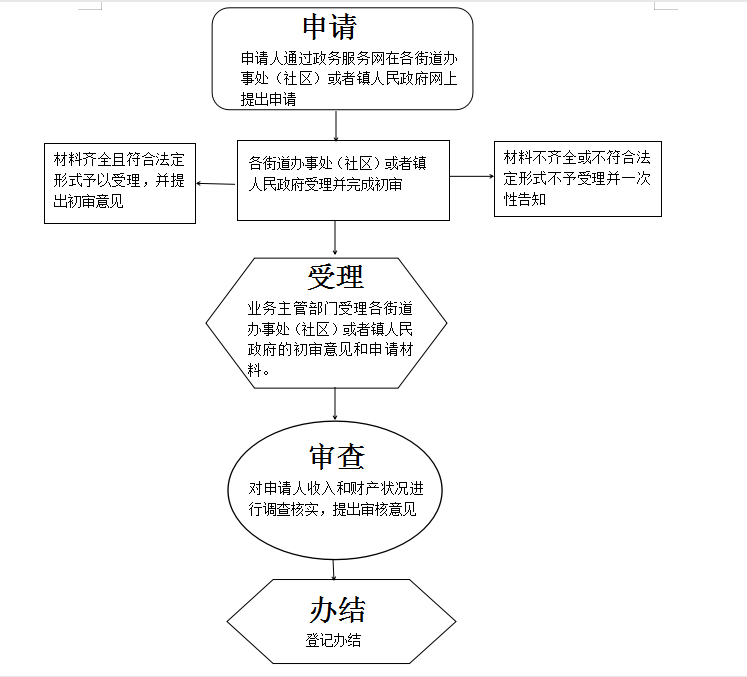 申请
申请人通过政务服务网在各街道办
事处（社区）或者镇人民政府网上
提出申请
材料齐全且符合法定
形式予以受理，并提
出初审意见
各街道办事处（社区）或者镇
人民政府受理并完成初审
材料不齐全或不符合法
定形式不予受理并一次
性告知
受理
业务主管部门受理各街道
办事处（社区）或者镇人民
政府的初审意见和申请材
料。
审查
对申请人收入和财产状况进
行调查核实，提出审核意见
办结
登记办结